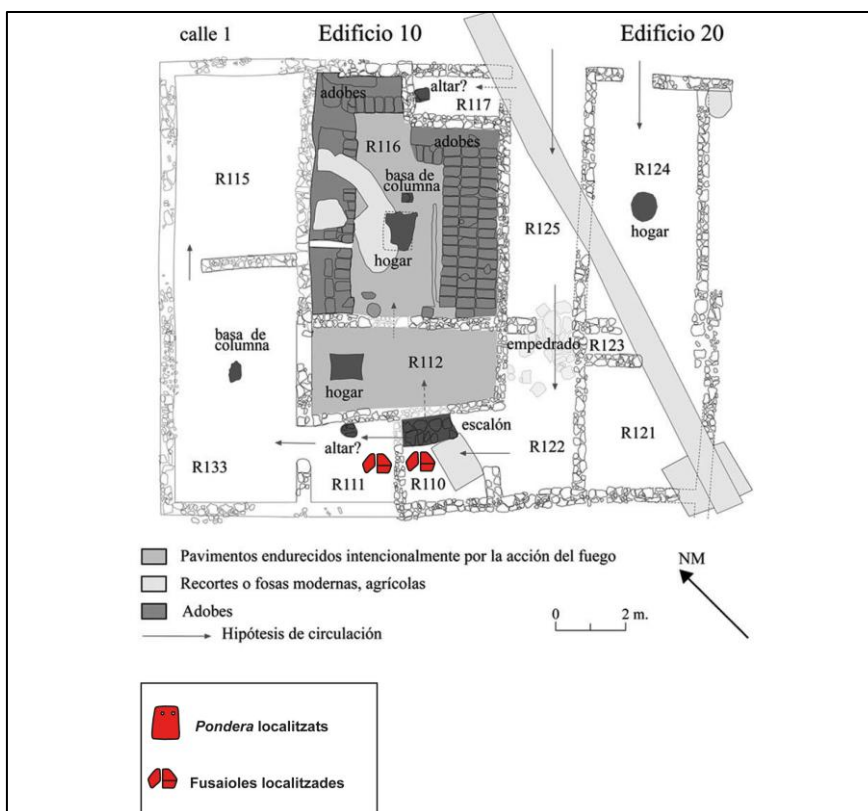 calle 1
Edificio 10
Edificio 20
adobes
altar?
R117
R116
adobes
R124
R115
basa de
columna
R125
hogar
hogar
basa de
columna
empedrado
R123
R112
hogar
escalón
altar?
R122
R121
R133
R111
R110
Pavimentos endurecidos intencionalmente por la acción del fuego
Recortes o fosas modernas, agrícolas
Adobes
Hipótesis de circulación
NM
0 2 m.
Pondera localitzats
Fusaioles localitzades